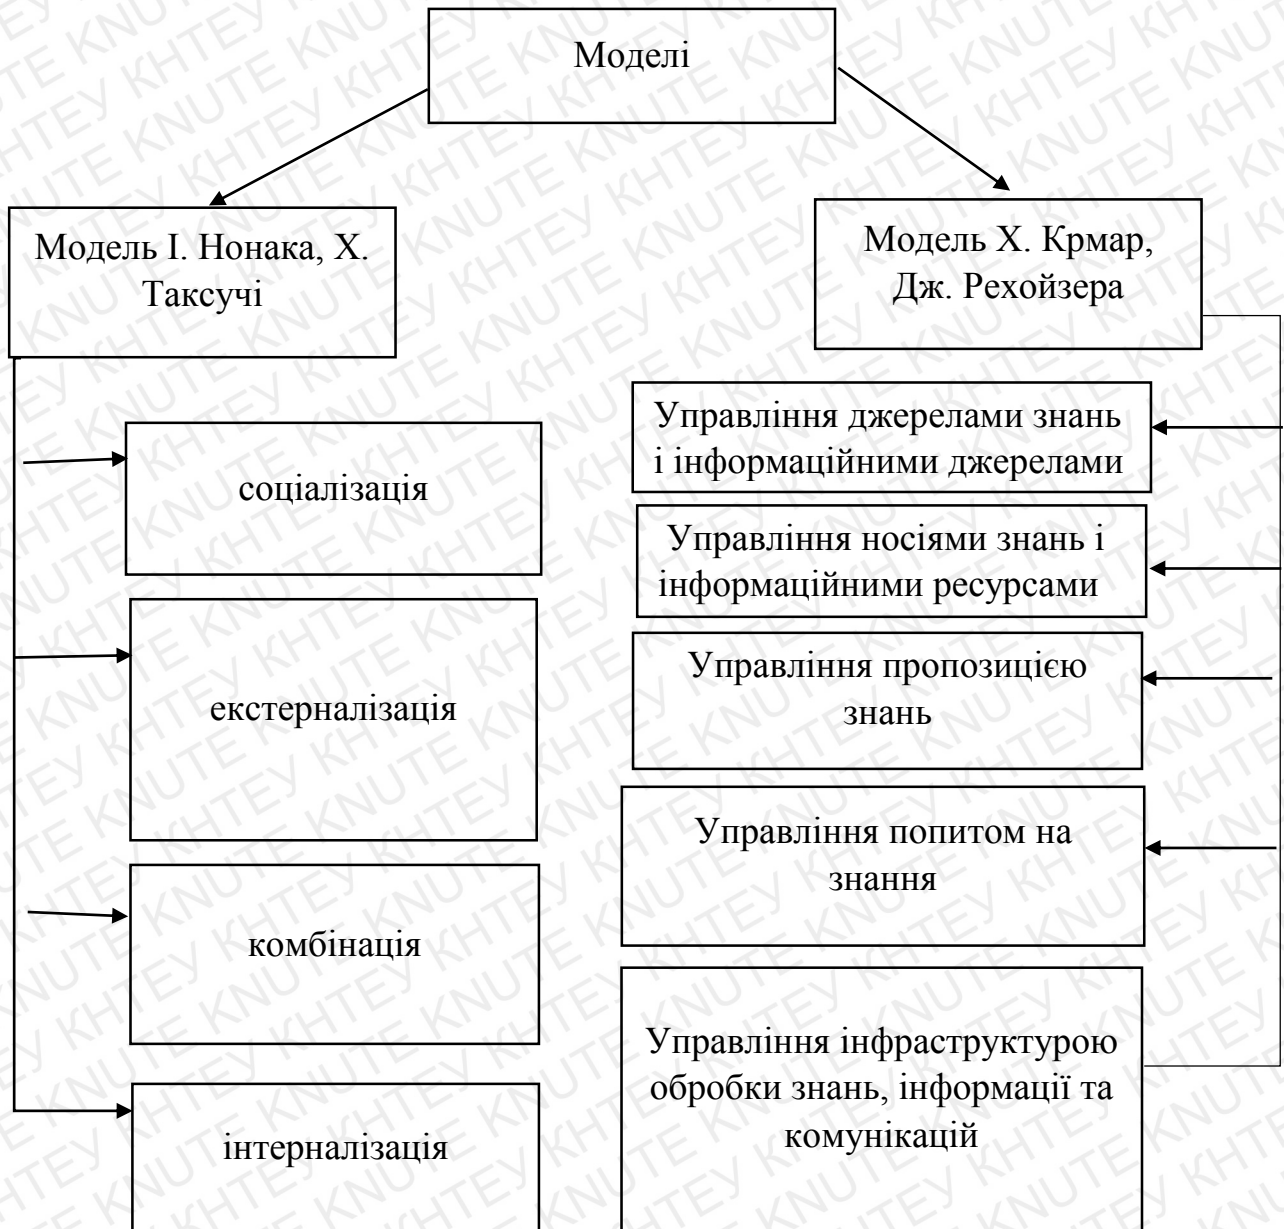 Моделі
Модель І. Нонака, Х.
Таксучі
соціалізація
екстерналізація
комбінація
інтерналізація
Модель Х. Крмар,
Дж. Рехойзера
Управління джерелами знань
і інформаційними джерелами
Управління носіями знань і
інформаційними ресурсами
Управління пропозицією
знань
Управління попитом на
знання
Управління інфраструктурою
обробки знань, інформації та
комунікацій